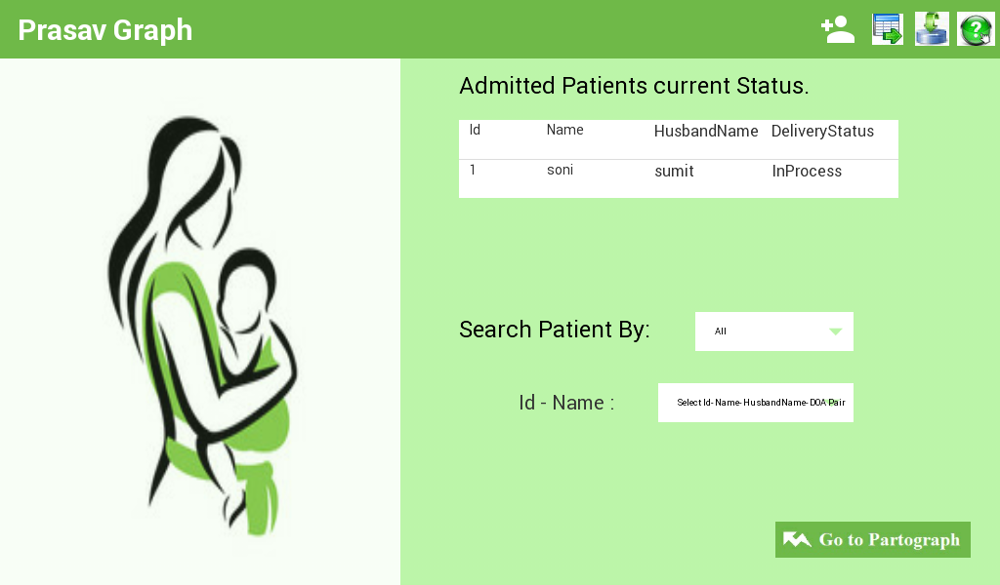 Prasav Graph
Admitted Patients current Status.
Id Name HusbandName DeliveryStatus
1 soni sumit InProcess
Search Patient By: All
Id - Name : Select Id- Name- HusbandName- DOA Pair
Go to Partograph